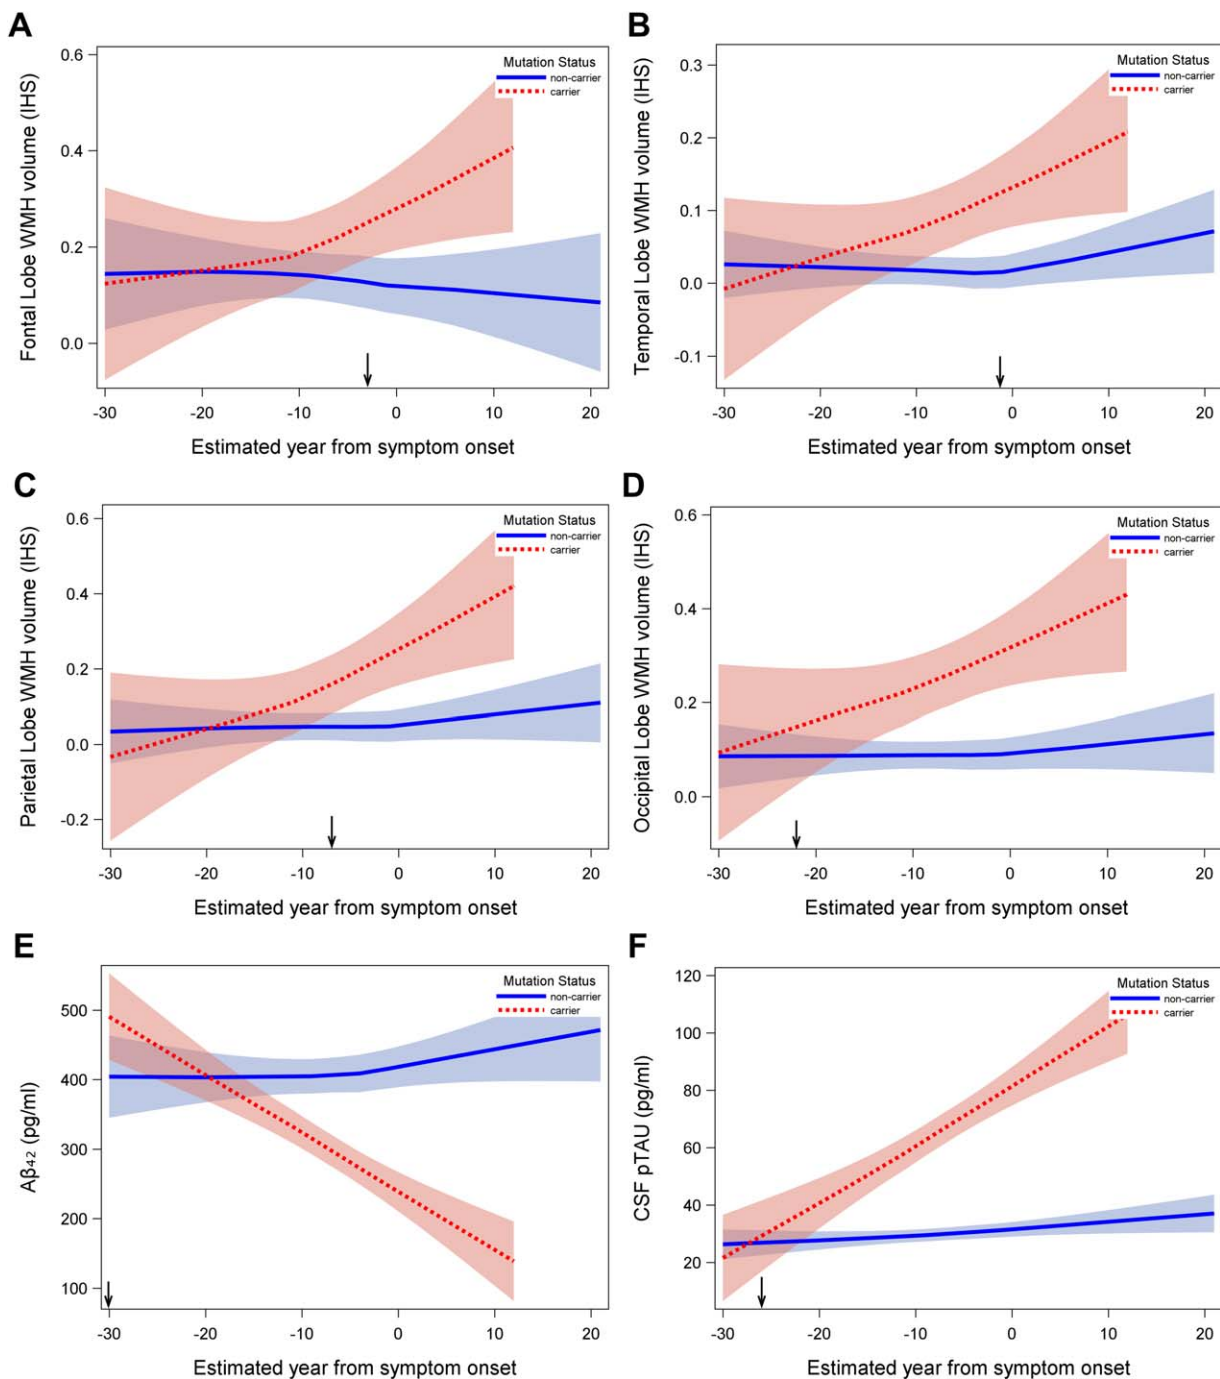 A
Fontal Lobe WMH volume (IHS)
0.6
0.4
0.2
0.0
Mutation Status
non-carrier
carrier
-30 -20 -10 0 10 20
Estimated year from symptom onset
B
Temporal Lobe WMH volume (IHS)
0.3
0.2
0.1
0.0
-0.1
Mutation Status
non-carrier
carrier
-30 -20 -10 0 10 20
Estimated year from symptom onset
C
Parietal Lobe WMH volume (IHS)
0.6
0.4
0.2
0.0
-0.2
Mutation Status
non-carrier
carrier
-30 -20 -10 0 10 20
Estimated year from symptom onset
D
Occipital Lobe WMH volume (IHS)
0.6
0.4
0.2
0.0
Mutation Status
non-carrier
carrier
-30 -20 -10 0 10 20
Estimated year from symptom onset
E
Aβ₄₂ (pg/ml)
500
400
300
200
100
Mutation Status
non-carrier
carrier
-30 -20 -10 0 10 20
Estimated year from symptom onset
F
CSF pTAU (pg/ml)
120
100
80
60
40
20
Mutation Status
non-carrier
carrier
-30 -20 -10 0 10 20
Estimated year from symptom onset